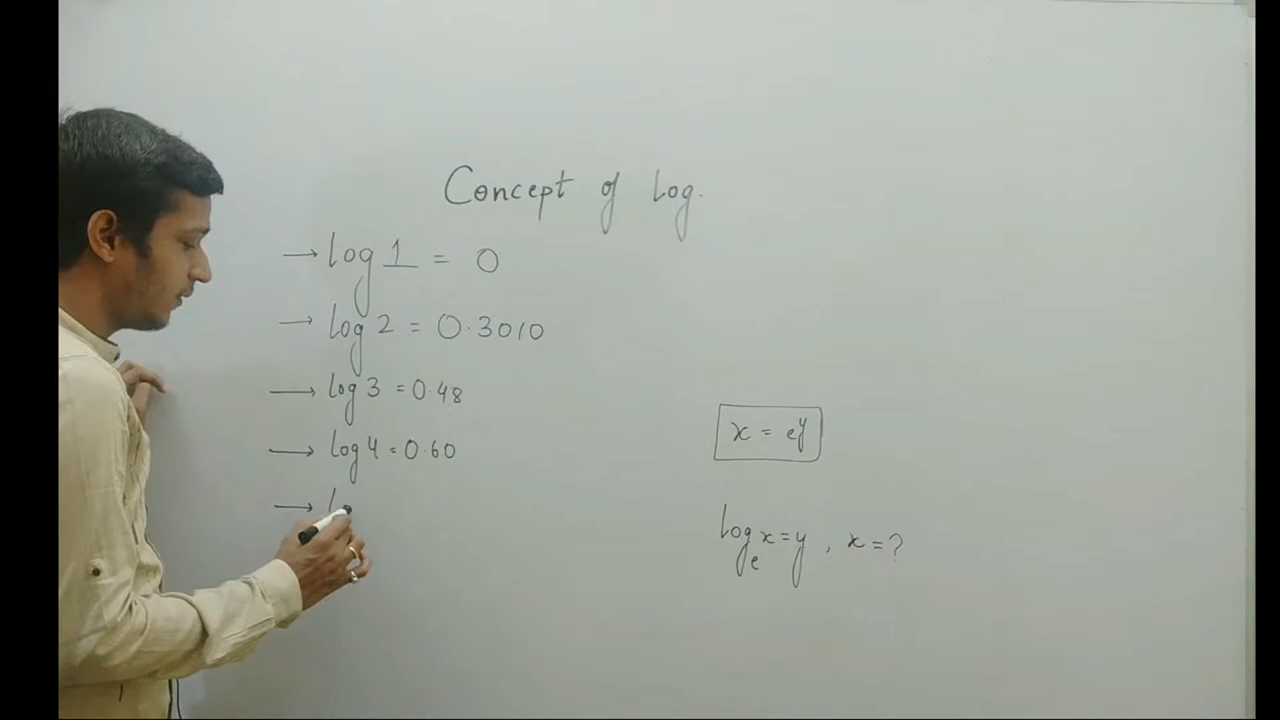 Concept of log.
→ log 1 = 0
→ log 2 = 0.3010
→ log 3 = 0.48
→ log 4 = 0.60
→ lo
x = e^y
log_e x = y , x = ?